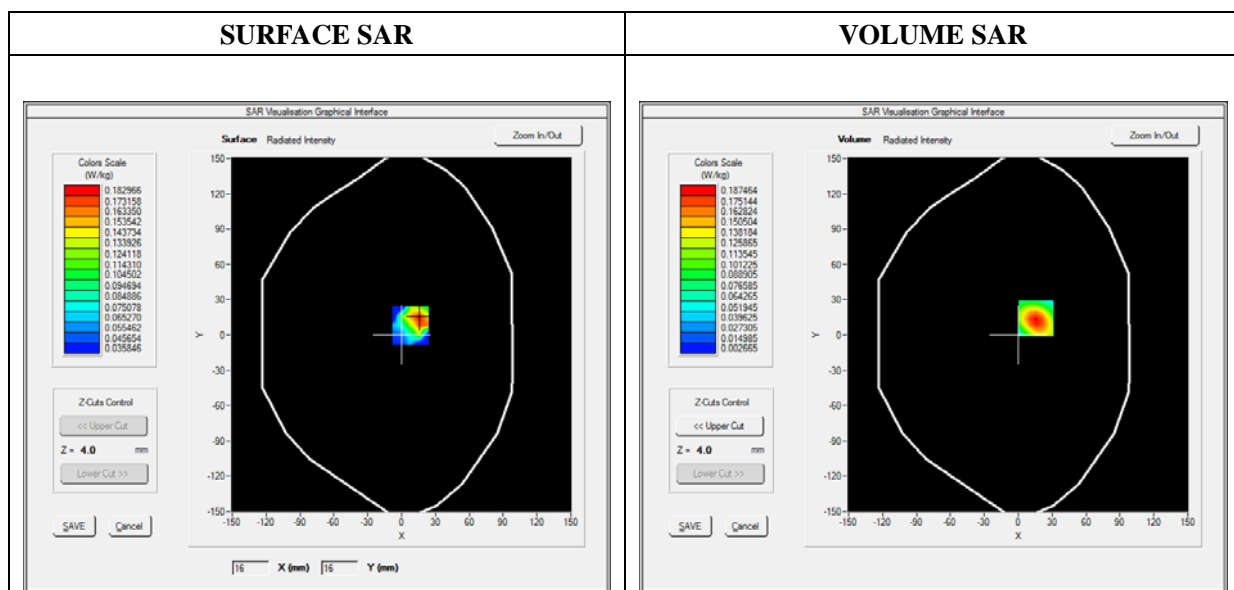 SURFACE SAR
VOLUME SAR
SAR Visualisation Graphical Interface
Surface Radiated Intensity
Zoom In/Out
Colors Scale
(W/kg)
0.182966
0.173158
0.163350
0.153542
0.143734
0.133926
0.124118
0.114310
0.104502
0.094694
0.084886
0.075078
0.065270
0.055462
0.045654
0.035846
Z-Cuts Control
<< Upper Cut
Z = 4.0 mm
Lower Cut >>
SAVE Cancel
150
120
90
60
30
0
-30
-60
-90
-120
-150
Y
-150 -120 -90 -60 -30 0 30 60 90 120 150
X
16 X (mm) 16 Y (mm)
SAR Visualisation Graphical Interface
Volume Radiated Intensity
Zoom In/Out
Colors Scale
(W/kg)
0.187464
0.175144
0.162824
0.150504
0.138184
0.125865
0.113545
0.101225
0.088905
0.076585
0.064265
0.051945
0.039625
0.027305
0.014985
0.002665
Z-Cuts Control
<< Upper Cut
Z = 4.0 mm
Lower Cut >>
SAVE Cancel
150
120
90
60
30
0
-30
-60
-90
-120
-150
Y
-150 -120 -90 -60 -30 0 30 60 90 120 150
X